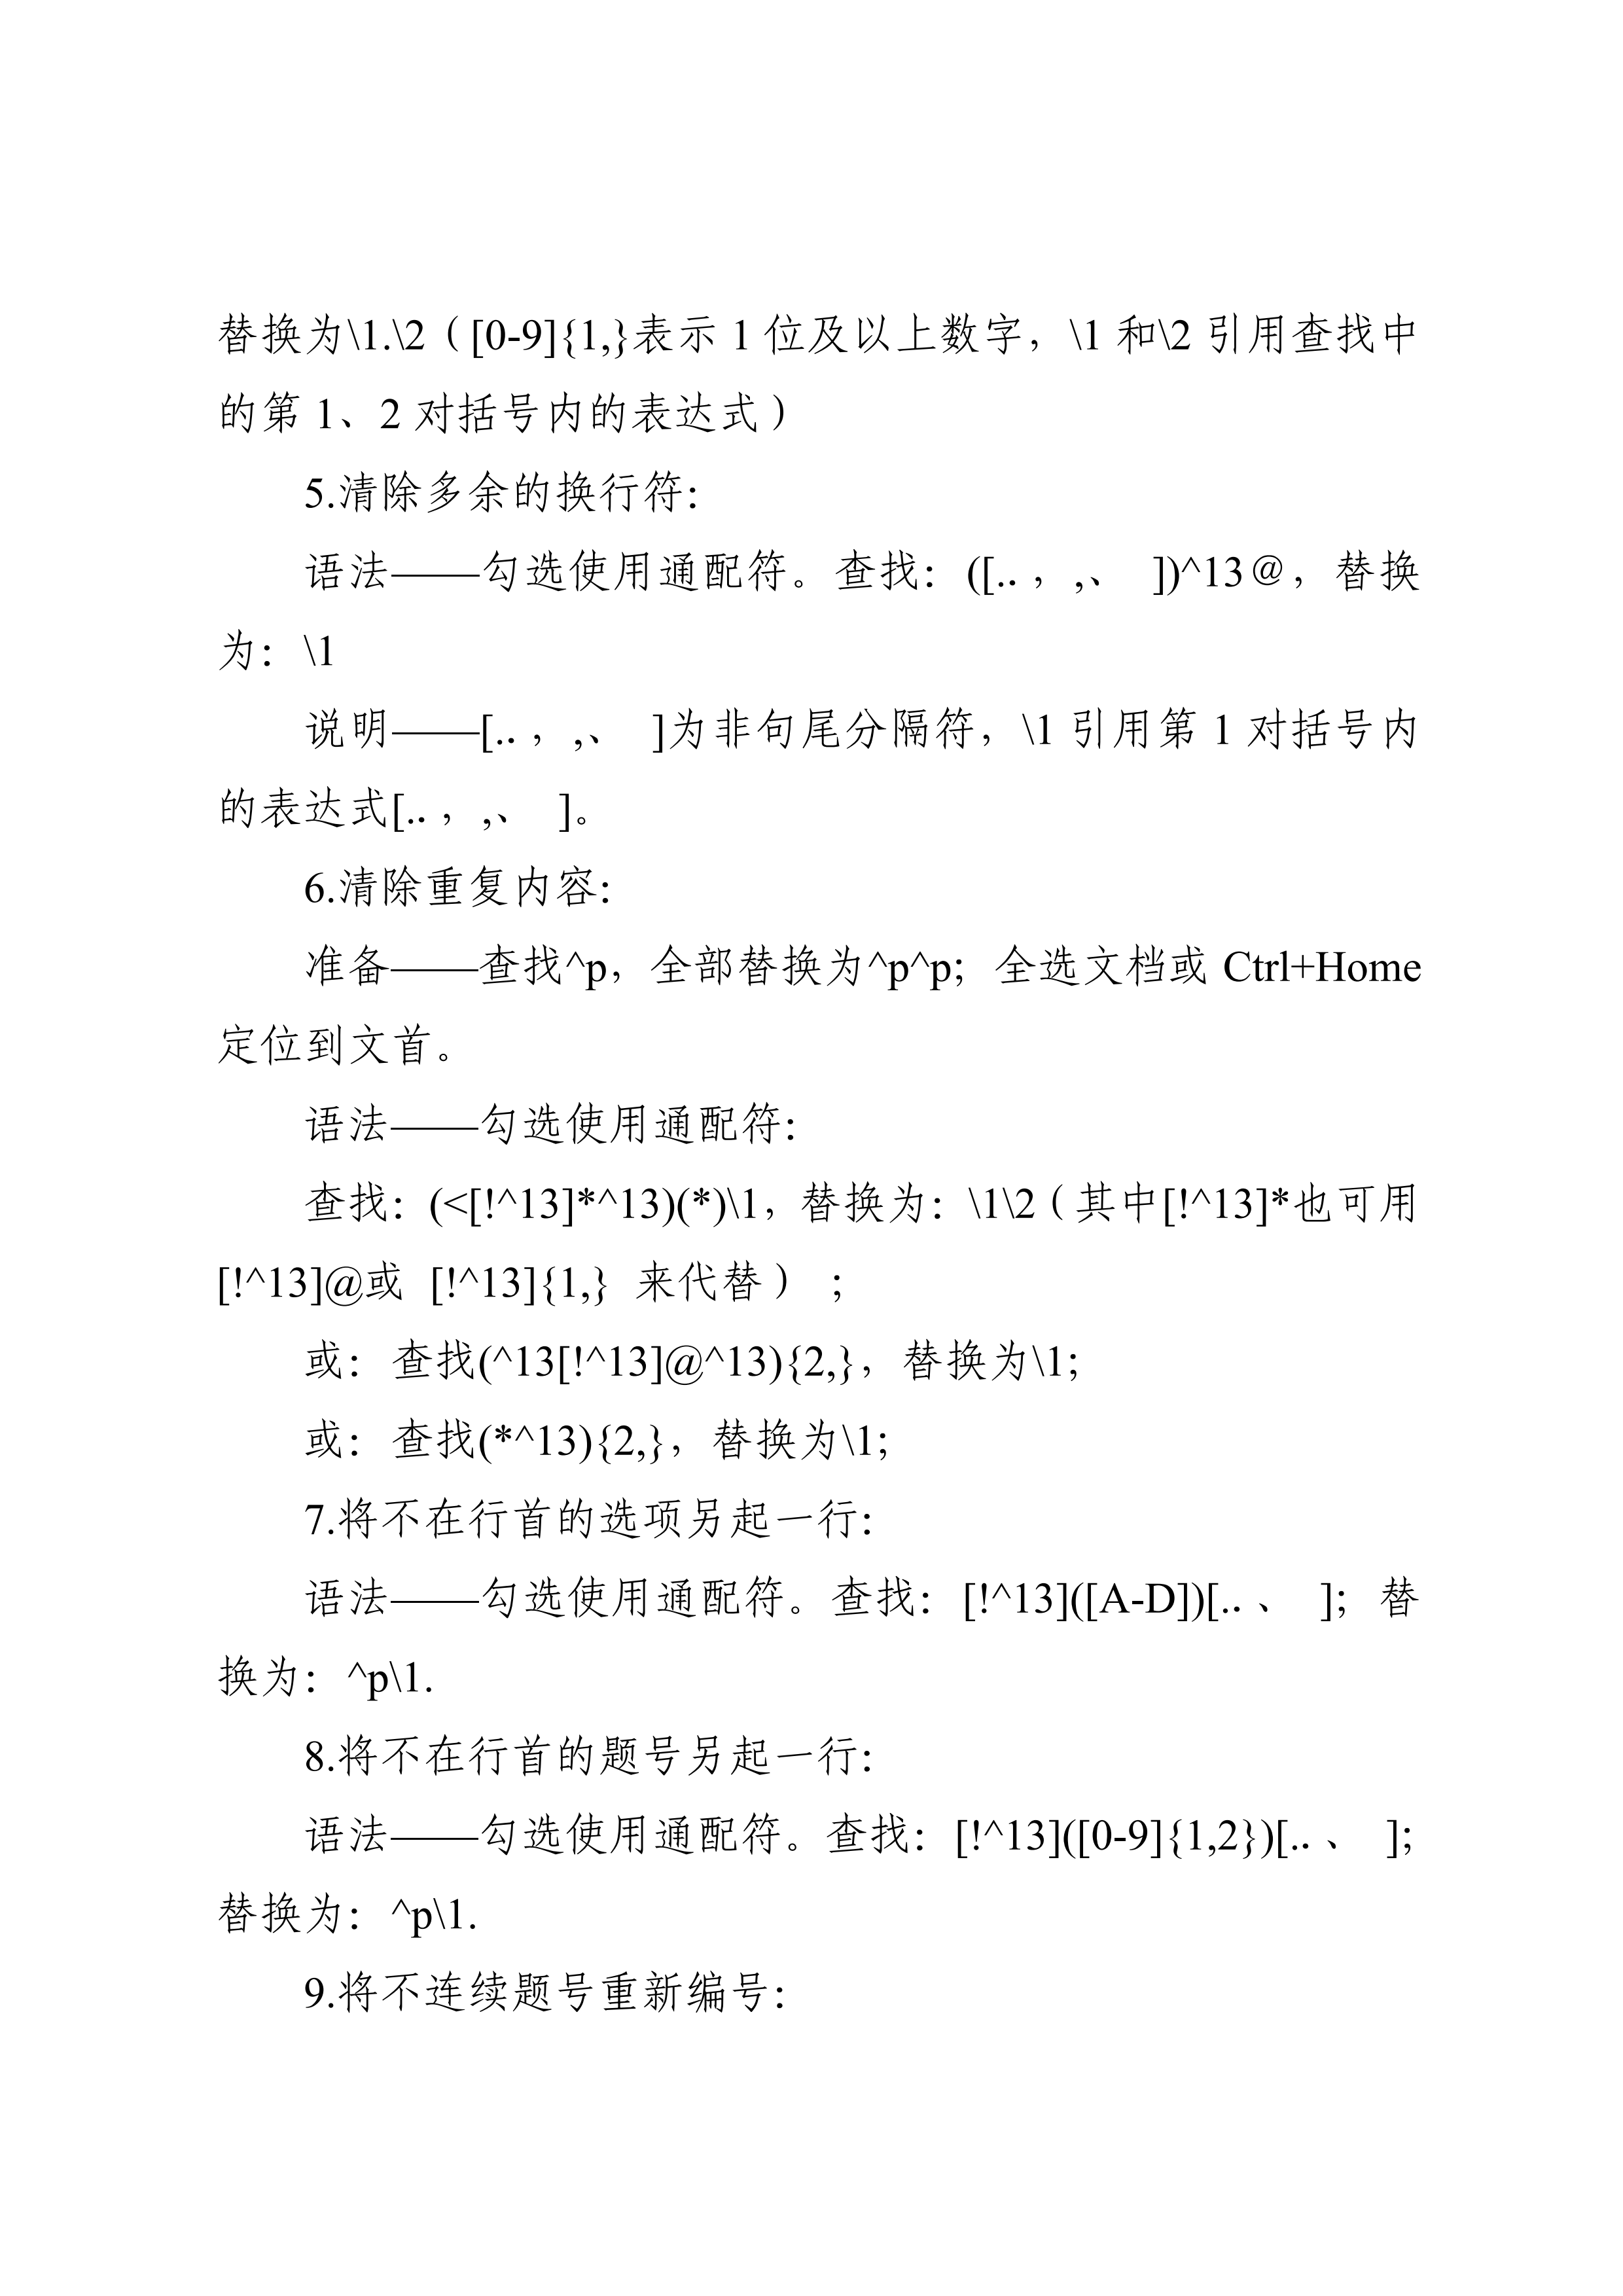 替换为\1.\2（[0-9]{1,}表示 1 位及以上数字，\1 和\2 引用查找中
的第 1、2 对括号内的表达式）
5.清除多余的换行符：
语法——勾选使用通配符。查找：([.．，,、　])^13＠，替换
为：\1
说明——[.．，,、　]为非句尾分隔符，\1 引用第 1 对括号内
的表达式[.．，,、　]。
6.清除重复内容：
准备——查找^p，全部替换为^p^p；全选文档或 Ctrl+Home
定位到文首。
语法——勾选使用通配符：
查找：(<[!^13]*^13)(*)\1，替换为：\1\2（其中[!^13]*也可用
[!^13]@或 [!^13]{1,} 来代替）；
或：查找(^13[!^13]@^13){2,}，替换为\1；
或：查找(*^13){2,}，替换为\1；
7.将不在行首的选项另起一行：
语法——勾选使用通配符。查找：[!^13]([A-D])[.．、　]；替
换为：^p\1.
8.将不在行首的题号另起一行：
语法——勾选使用通配符。查找：[!^13]([0-9]{1,2})[.．、　]；
替换为：^p\1.
9.将不连续题号重新编号：